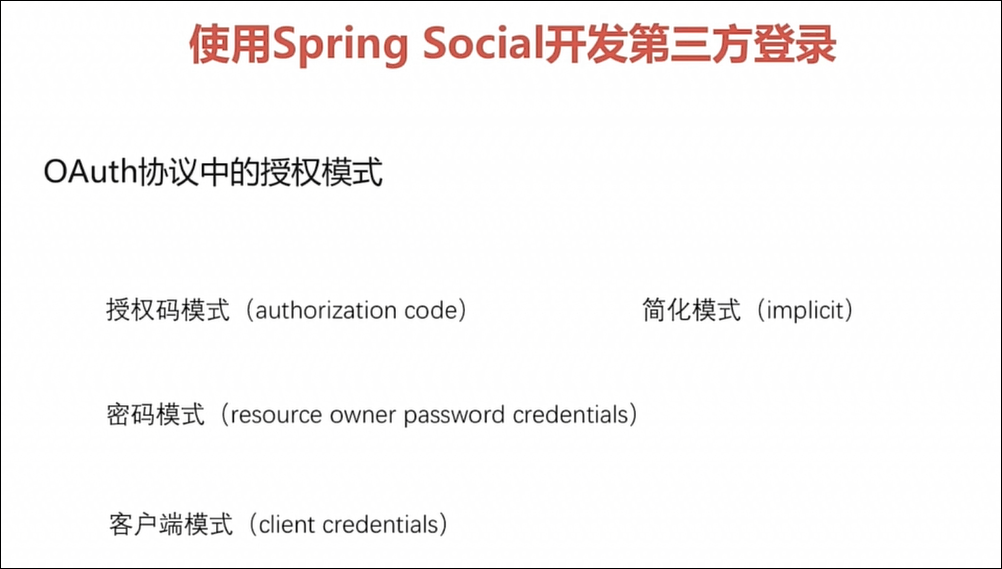 使用Spring Social开发第三方登录
OAuth协议中的授权模式
授权码模式（authorization code） 简化模式（implicit）
密码模式（resource owner password credentials）
客户端模式（client credentials）